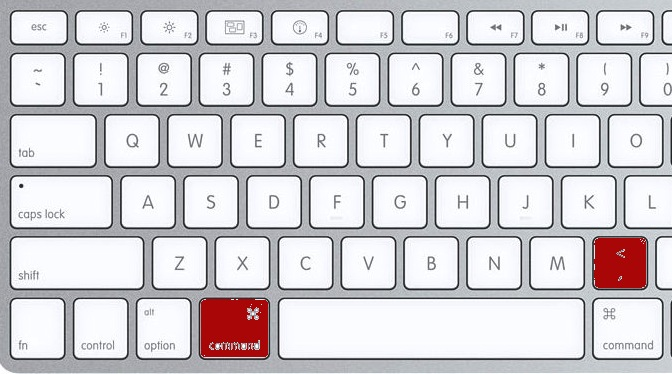 esc F1 F2 F3 F4 F5 F6 F7 F8 F9
~ ! @ # $ % ^ & * (
` 1 2 3 4 5 6 7 8 9 0
tab Q W E R T Y U I O
caps lock A S D F G H J K L
shift Z X C V B N M < ,
alt ⌘ ⌘
fn control option command command